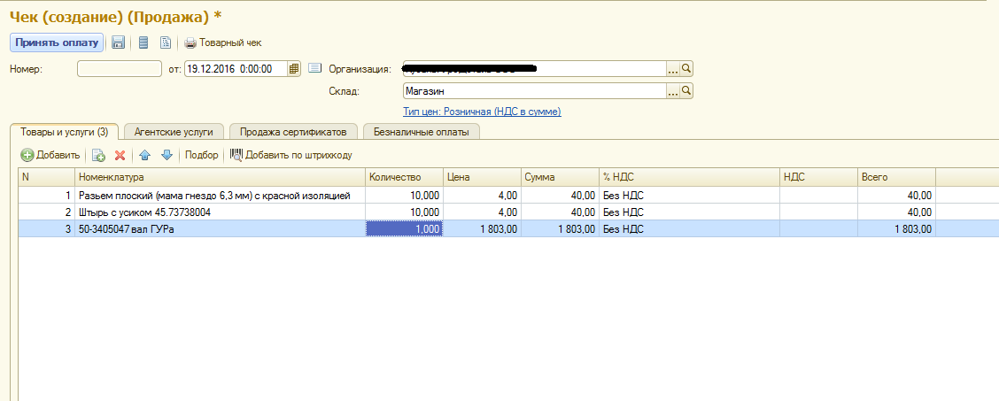 Чек (создание) (Продажа) *
Принять оплату Товарный чек
Номер: от: 19.12.2016 0:00:00 Организация: ...
Склад: Магазин ...
Тип цен: Розничная (НДС в сумме)
Товары и услуги (3) Агентские услуги Продажа сертификатов Безналичные оплаты
Добавить Подбор Добавить по штрихкоду
N Номенклатура Количество Цена Сумма % НДС НДС Всего
1 Разьем плоский (мама гнездо 6,3 мм) с красной изоляцией 10,000 4,00 40,00 Без НДС 40,00
2 Штырь с усиком 45.73738004 10,000 4,00 40,00 Без НДС 40,00
3 50-3405047 вал ГУРа 1,000 1 803,00 1 803,00 Без НДС 1 803,00